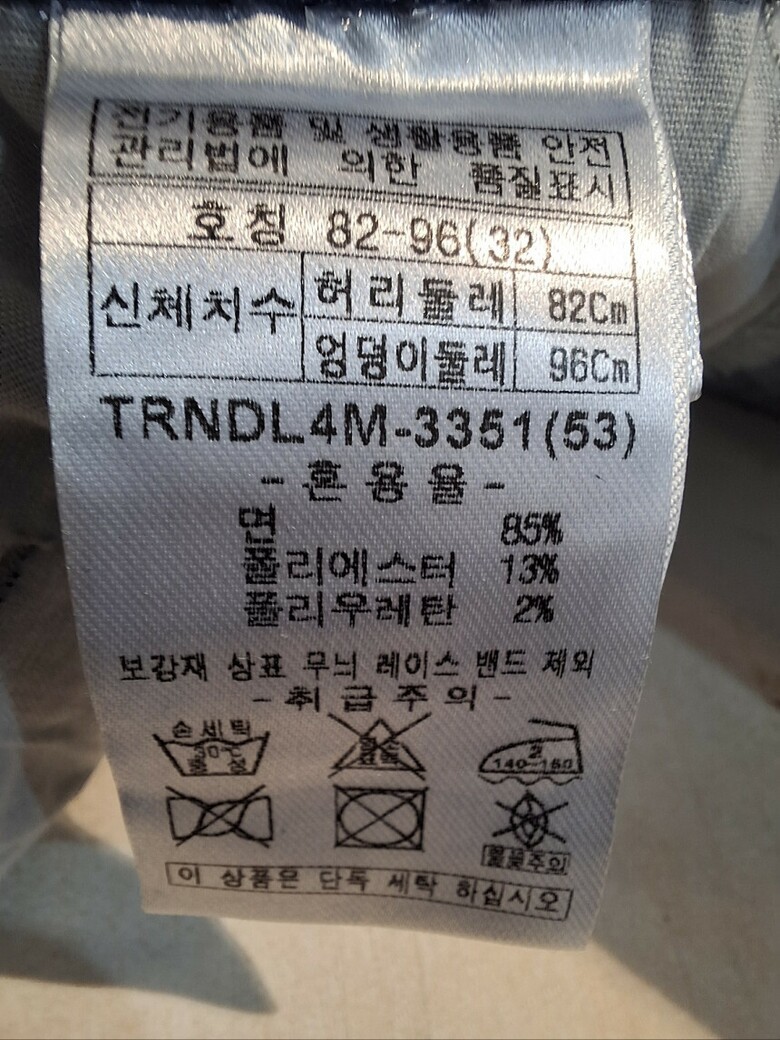 전기용품 및 생활용품 안전
관리법에 의한 품질표시
호칭 82-96(32)
신체치수 허리둘레 82Cm
엉덩이둘레 96Cm
TRNDL4M-3351(53)
-혼용율-
면 85%
폴리에스터 13%
폴리우레탄 2%
보강재 상표 무늬 레이스 밴드 제외
-취급주의-
손세탁
30℃
중성
염소
표백
2
140~160
물물주의
이 상품은 단독 세탁 하십시오